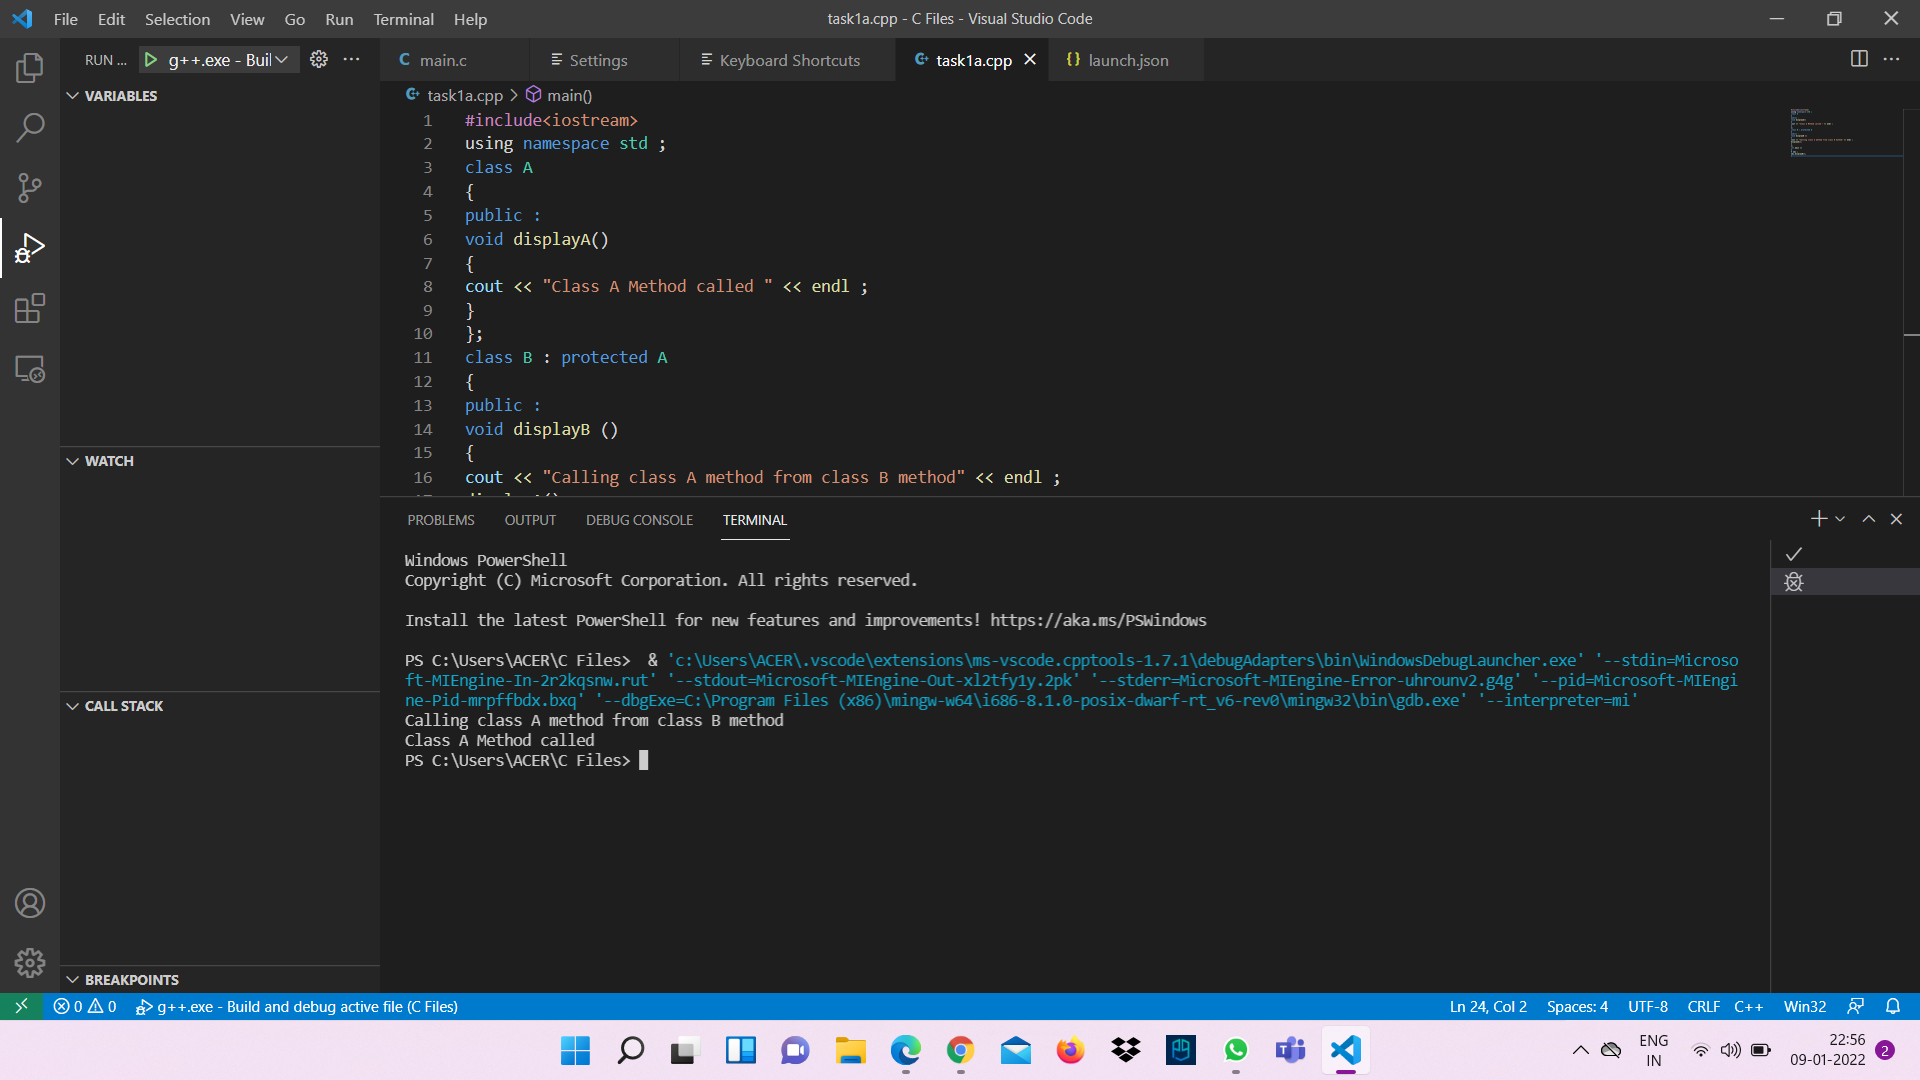 File Edit Selection View Go Run Terminal Help
task1a.cpp - C Files - Visual Studio Code
RUN ... g++.exe - Buil
main.c Settings Keyboard Shortcuts task1a.cpp launch.json
task1a.cpp > main()
VARIABLES
1 #include<iostream>
2 using namespace std ;
3 class A
4 {
5 public :
6 void displayA()
7 {
8 cout << "Class A Method called " << endl ;
9 }
10 };
11 class B : protected A
12 {
13 public :
14 void displayB ()
15 {
16 cout << "Calling class A method from class B method" << endl ;
WATCH
CALL STACK
BREAKPOINTS
PROBLEMS OUTPUT DEBUG CONSOLE TERMINAL
Windows PowerShell
Copyright (C) Microsoft Corporation. All rights reserved.
Install the latest PowerShell for new features and improvements! https://aka.ms/PSWindows
PS C:\Users\ACER\C Files>  & 'c:\Users\ACER\.vscode\extensions\ms-vscode.cpptools-1.7.1\debugAdapters\bin\WindowsDebugLauncher.exe' '--stdin=Microso
ft-MIEngine-In-2r2kqsnw.rut' '--stdout=Microsoft-MIEngine-Out-xl2tfy1y.2pk' '--stderr=Microsoft-MIEngine-Error-uhrounv2.g4g' '--pid=Microsoft-MIEngi
ne-Pid-mrpffbdx.bxq' '--dbgExe=C:\Program Files (x86)\mingw-w64\i686-8.1.0-posix-dwarf-rt_v6-rev0\mingw32\bin\gdb.exe' '--interpreter=mi'
Calling class A method from class B method
Class A Method called
PS C:\Users\ACER\C Files>
0 0 g++.exe - Build and debug active file (C Files)
Ln 24, Col 2 Spaces: 4 UTF-8 CRLF C++ Win32
ENG
IN
22:56
09-01-2022
2